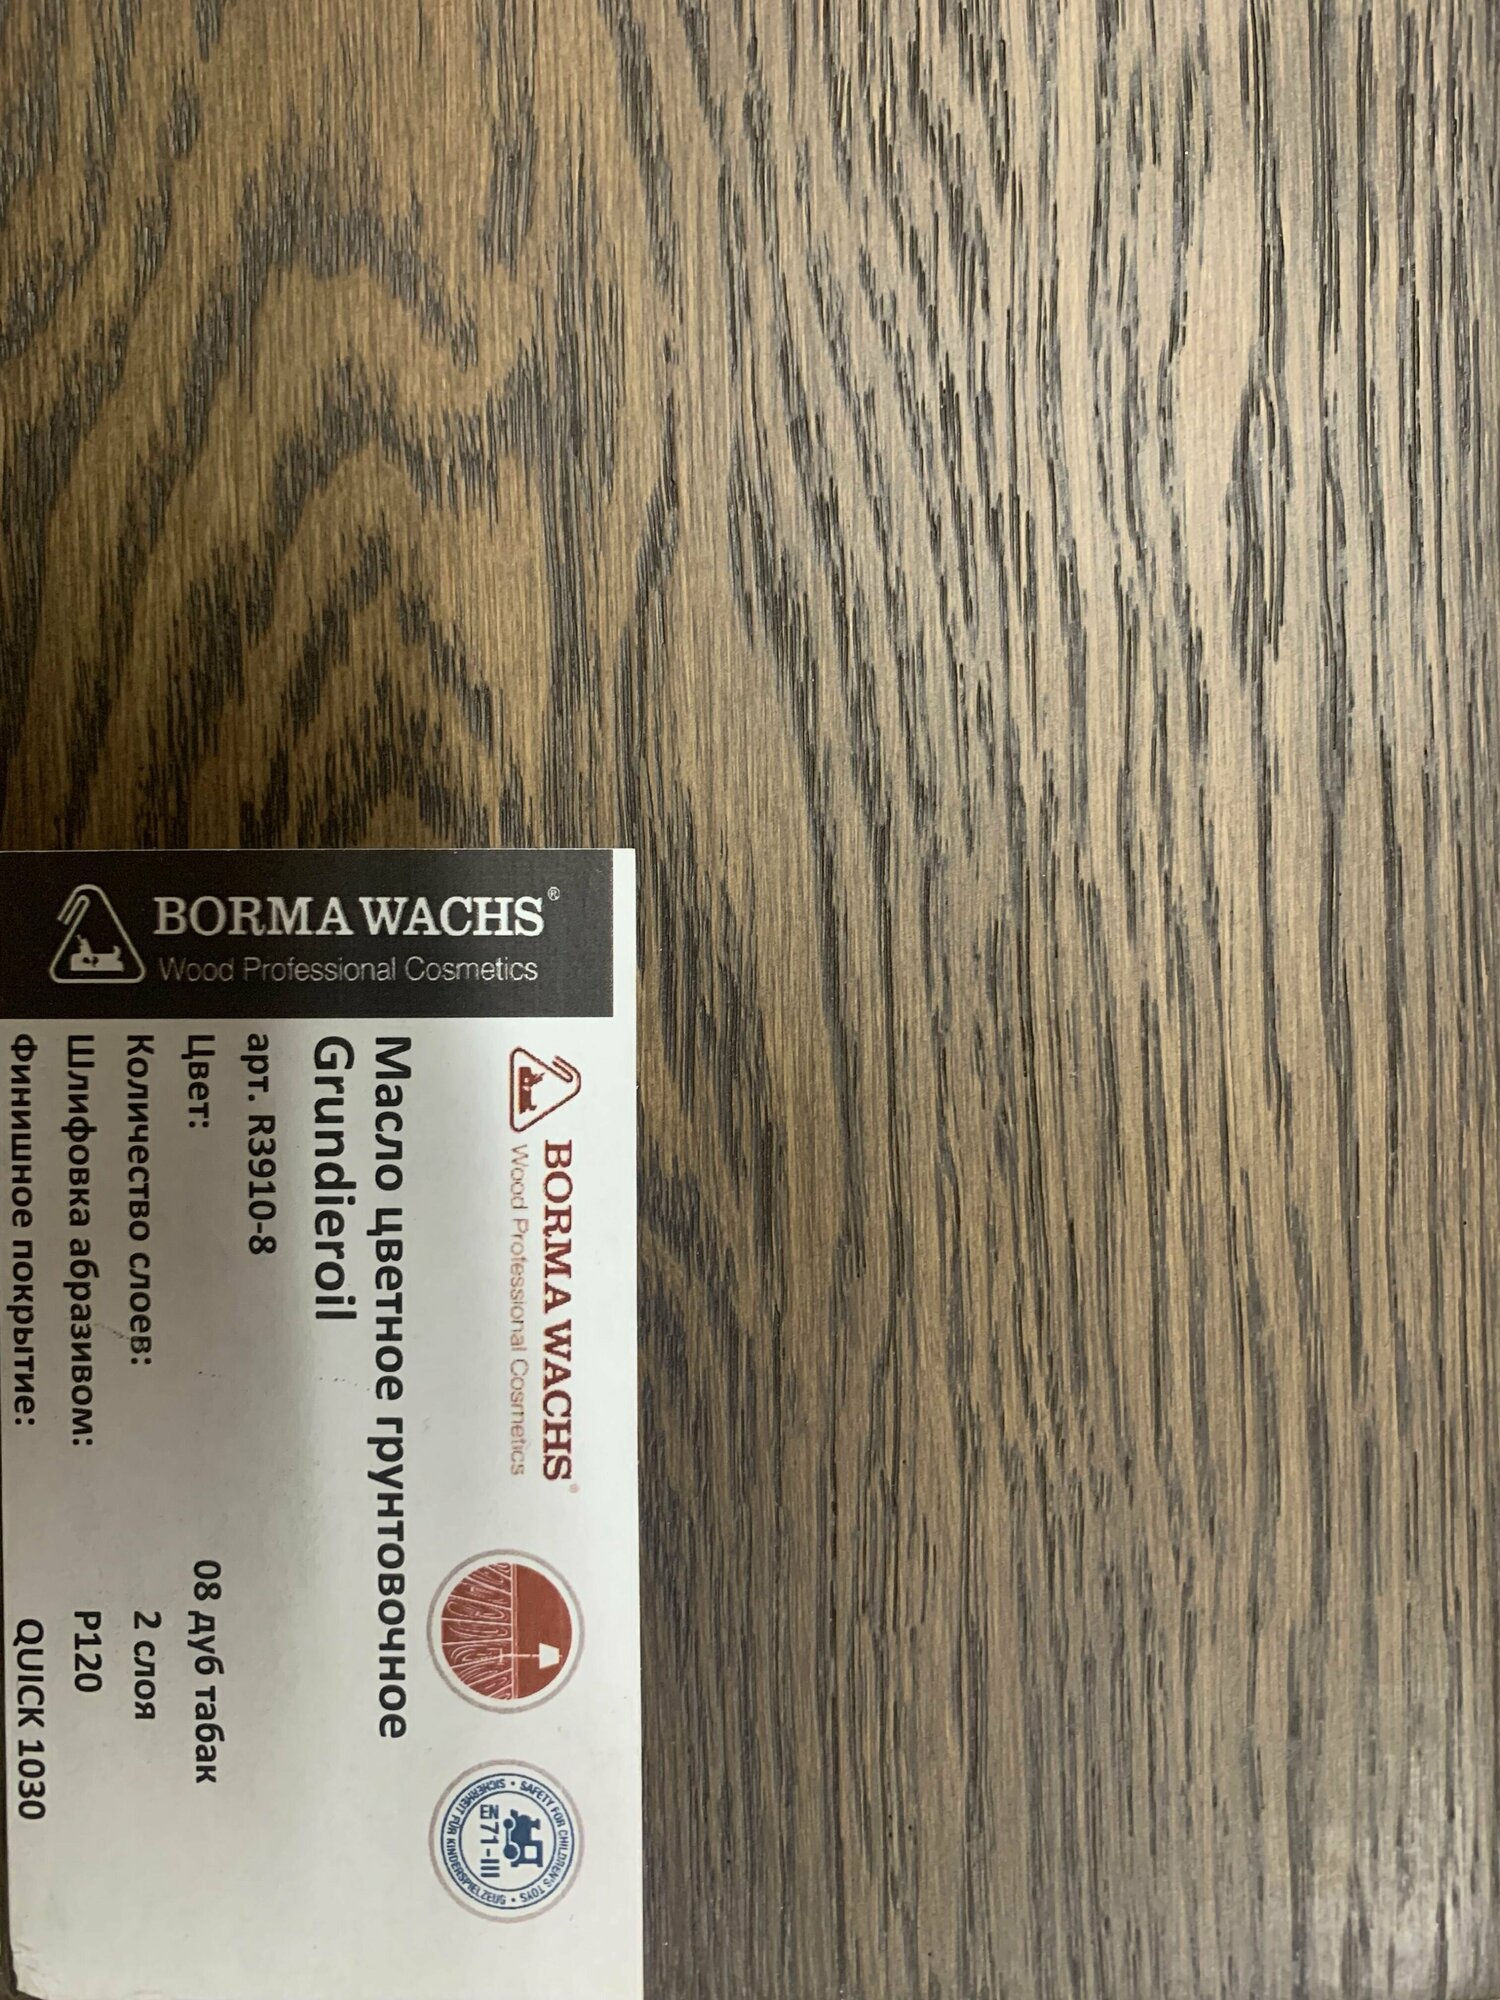 BORMA WACHS®
Wood Professional Cosmetics
BORMA WACHS®
Wood Professional Cosmetics
SAFETY FOR CHILDREN'S TOYS • SICHERHEIT FÜR KINDERSPIELZEUG •
EN
71-III
Масло цветное грунтовочное
Grundieroil
арт. R3910-8
Цвет: 08 дуб табак
Количество слоев: 2 слоя
Шлифовка абразивом: P120
Финишное покрытие: QUICK 1030